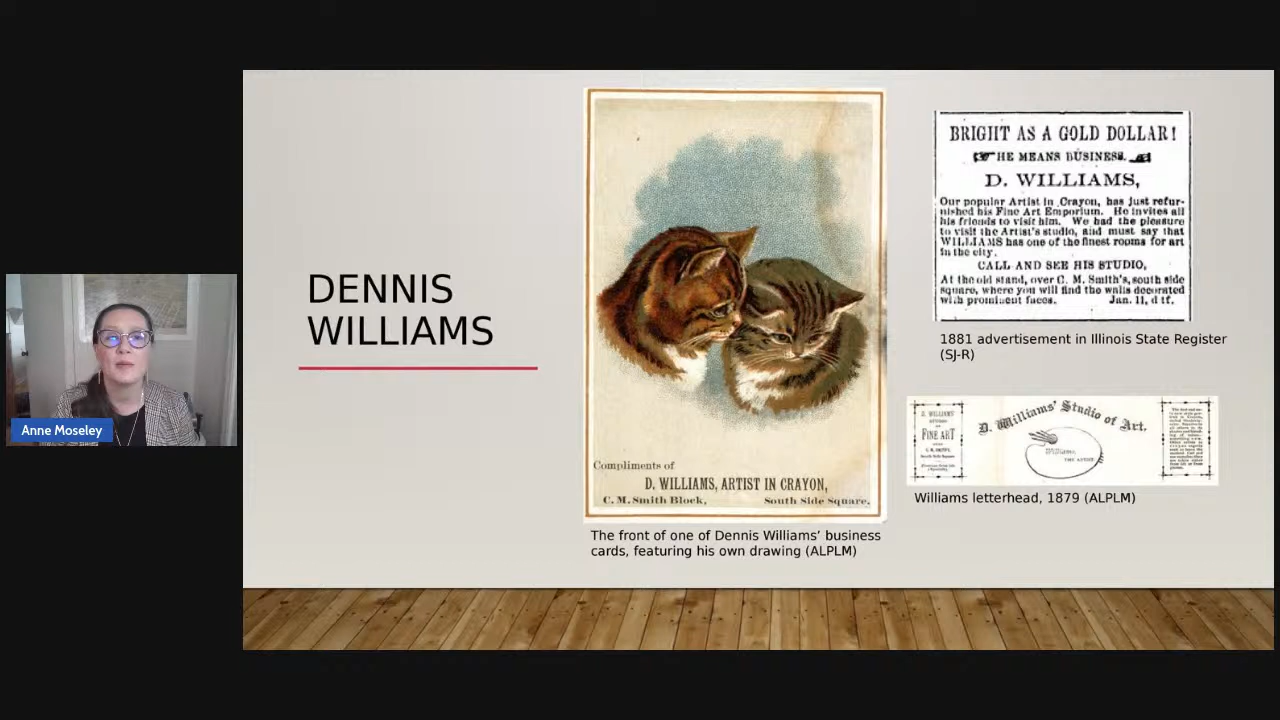 Anne Moseley
DENNIS
WILLIAMS
Compliments of
D. WILLIAMS, ARTIST IN CRAYON,
C. M. Smith Block, South Side Square.
The front of one of Dennis Williams’ business
cards, featuring his own drawing (ALPLM)
BRIGHT AS A GOLD DOLLAR!
HE MEANS BUSINESS.
D. WILLIAMS,
Our popular Artist in Crayon, has just refur-
nished his Fine Art Emporium. He invites all
his friends to visit him. We had the pleasure
to visit the Artist's studio, and must say that
WILLIAMS has one of the finest rooms for art
in the city.
CALL AND SEE HIS STUDIO,
At the old stand, over C. M. Smith's, south side
square, where you will find the walls decorated
with prominent faces. Jan. 11, d tf.
1881 advertisement in Illinois State Register
(SJ-R)
D. WILLIAMS
FINE ART
D. Williams' Studio of Art.
THE ARTIST
Williams letterhead, 1879 (ALPLM)